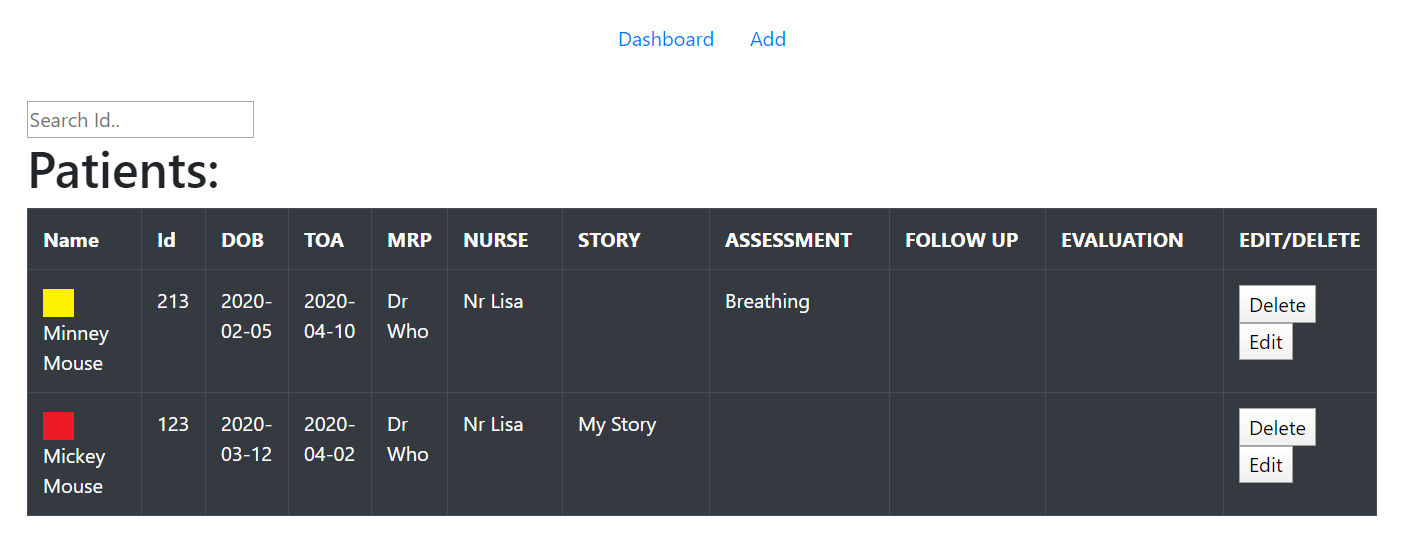 Dashboard Add
Search Id..
Patients:
Name Id DOB TOA MRP NURSE STORY ASSESSMENT FOLLOW UP EVALUATION EDIT/DELETE
213 2020- 2020- Dr Nr Lisa Breathing Delete
Minney 02-05 04-10 Who Edit
Mouse
123 2020- 2020- Dr Nr Lisa My Story Delete
Mickey 03-12 04-02 Who Edit
Mouse